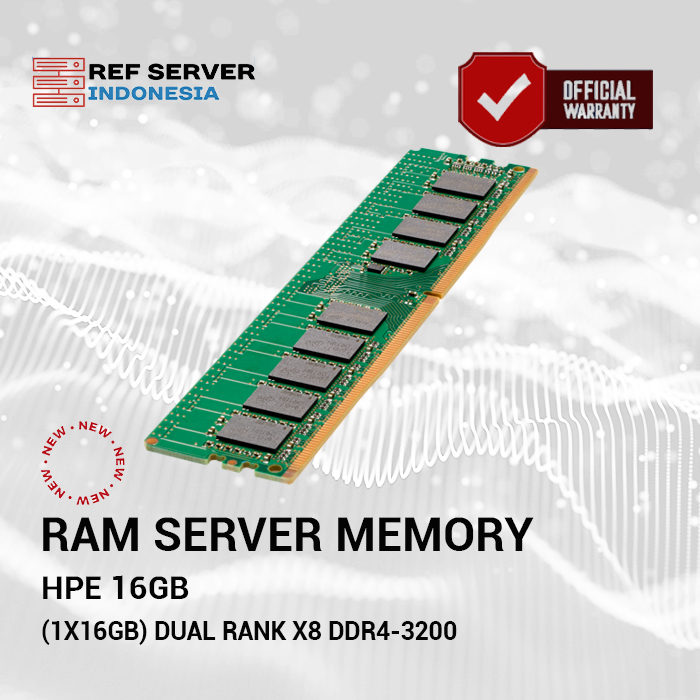 REF SERVER
INDONESIA
OFFICIAL
WARRANTY
NEW • NEW • NEW • NEW • NEW • NEW •
RAM SERVER MEMORY
HPE 16GB
(1X16GB) DUAL RANK X8 DDR4-3200